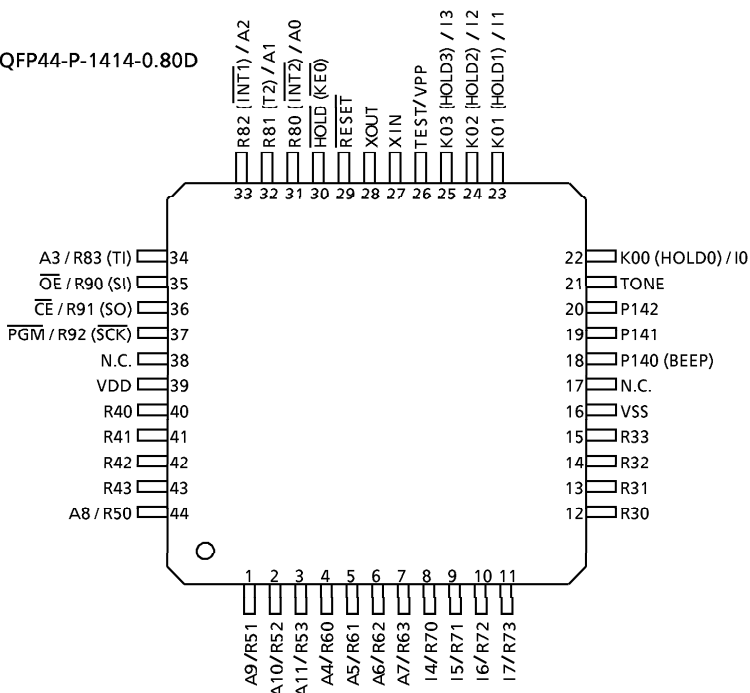 QFP44-P-1414-0.80D
R82 (INT1) / A2
R81 (T2) / A1
R80 (INT2) / A0
HOLD (KE0)
RESET
XOUT
XIN
TEST/VPP
K03 (HOLD3) / I3
K02 (HOLD2) / I2
K01 (HOLD1) / I1
33 32 31 30 29 28 27 26 25 24 23
A3 / R83 (TI) 34
OE / R90 (SI) 35
CE / R91 (SO) 36
PGM / R92 (SCK) 37
N.C. 38
VDD 39
R40 40
R41 41
R42 42
R43 43
A8 / R50 44
22 K00 (HOLD0) / I0
21 TONE
20 P142
19 P141
18 P140 (BEEP)
17 N.C.
16 VSS
15 R33
14 R32
13 R31
12 R30
1 2 3 4 5 6 7 8 9 10 11
A9/R51
A10/R52
A11/R53
A4/R60
A5/R61
A6/R62
A7/R63
I4/R70
I5/R71
I6/R72
I7/R73